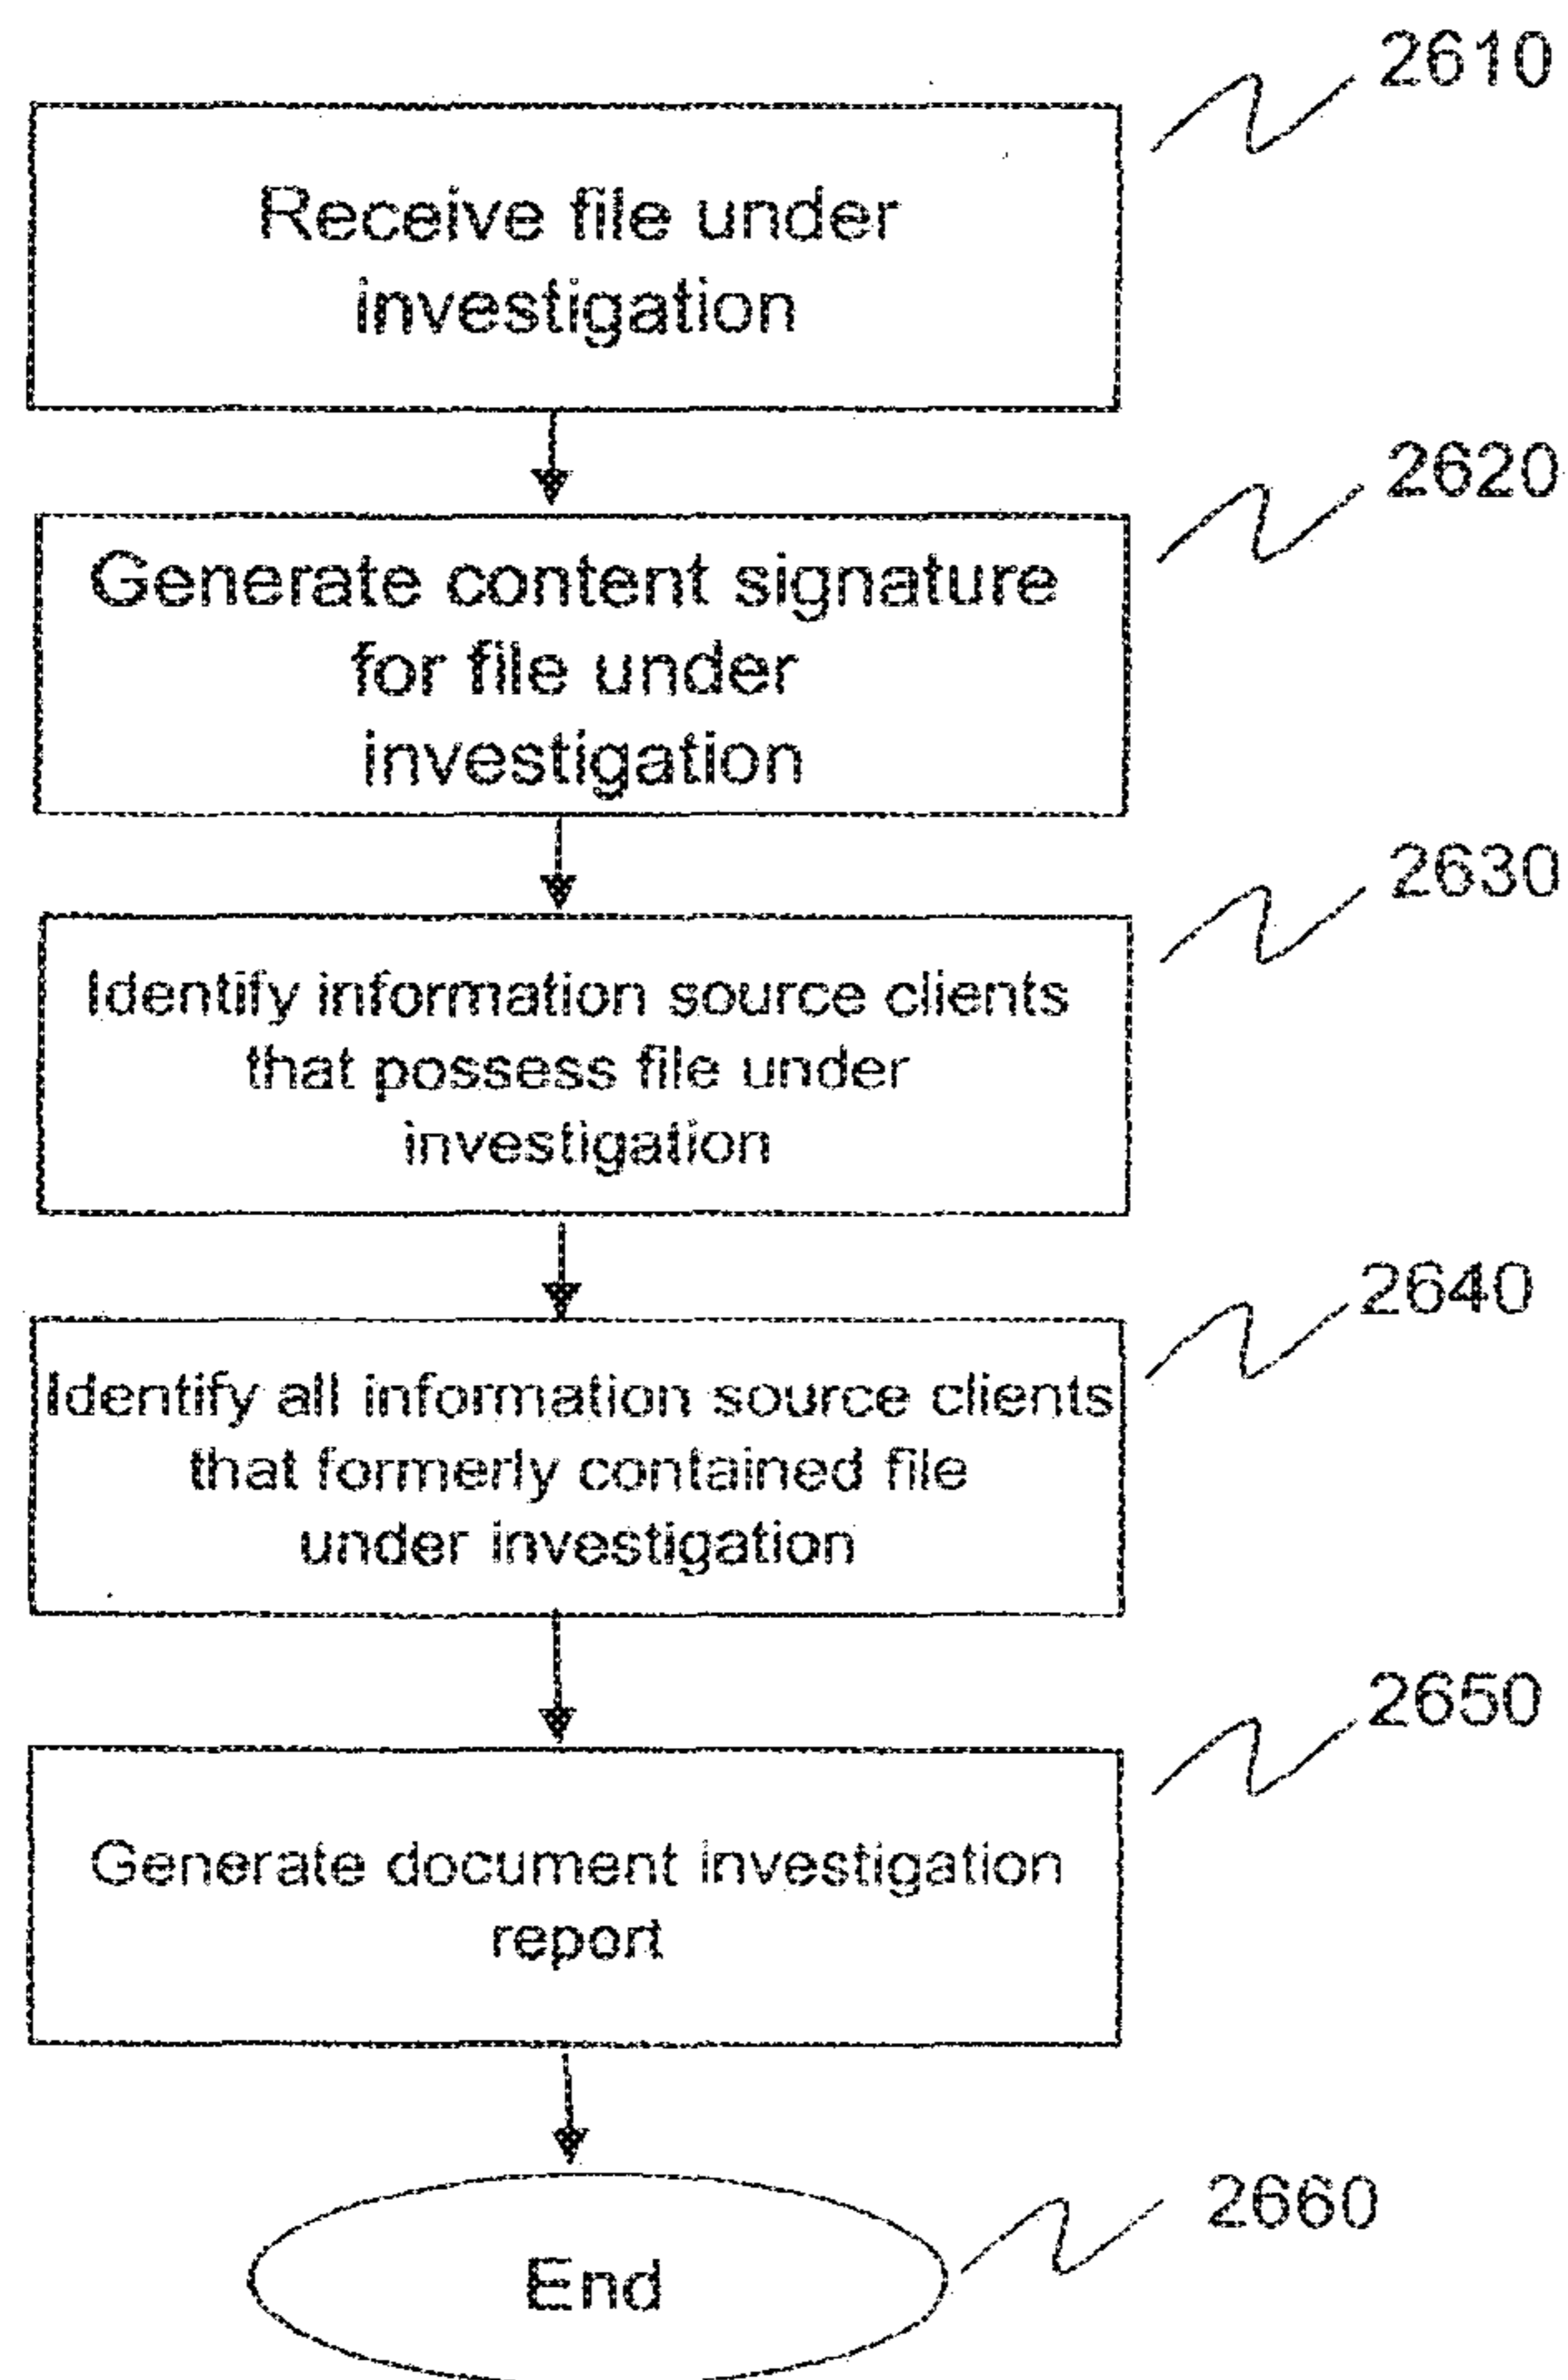 2610
Receive file under
investigation
2620
Generate content signature
for file under
investigation
2630
Identify information source clients
that possess file under
investigation
2640
Identify all information source clients
that formerly contained file
under investigation
2650
Generate document investigation
report
2660
End